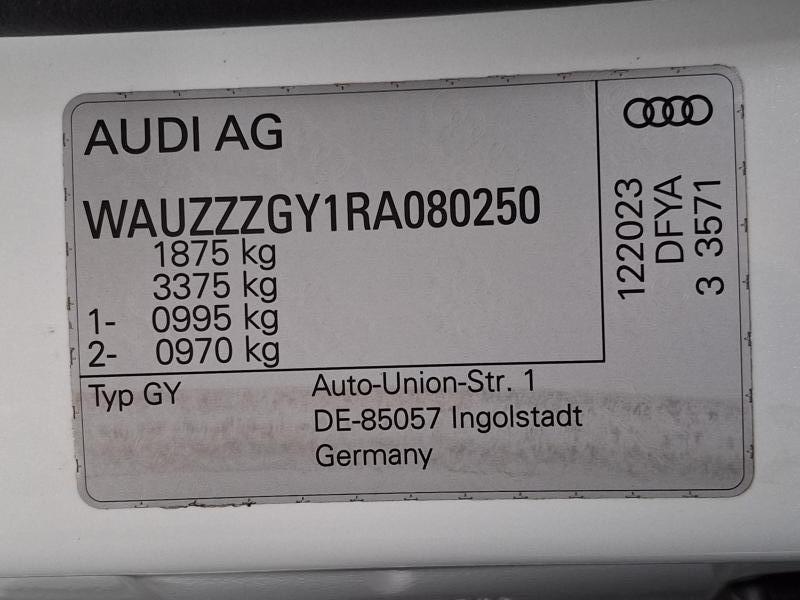 AUDI AG
WAUZZZGY1RA080250
1875 kg
3375 kg
1- 0995 kg
2- 0970 kg
Typ GY
Auto-Union-Str. 1
DE-85057 Ingolstadt
Germany
122023
DFYA
3 3571